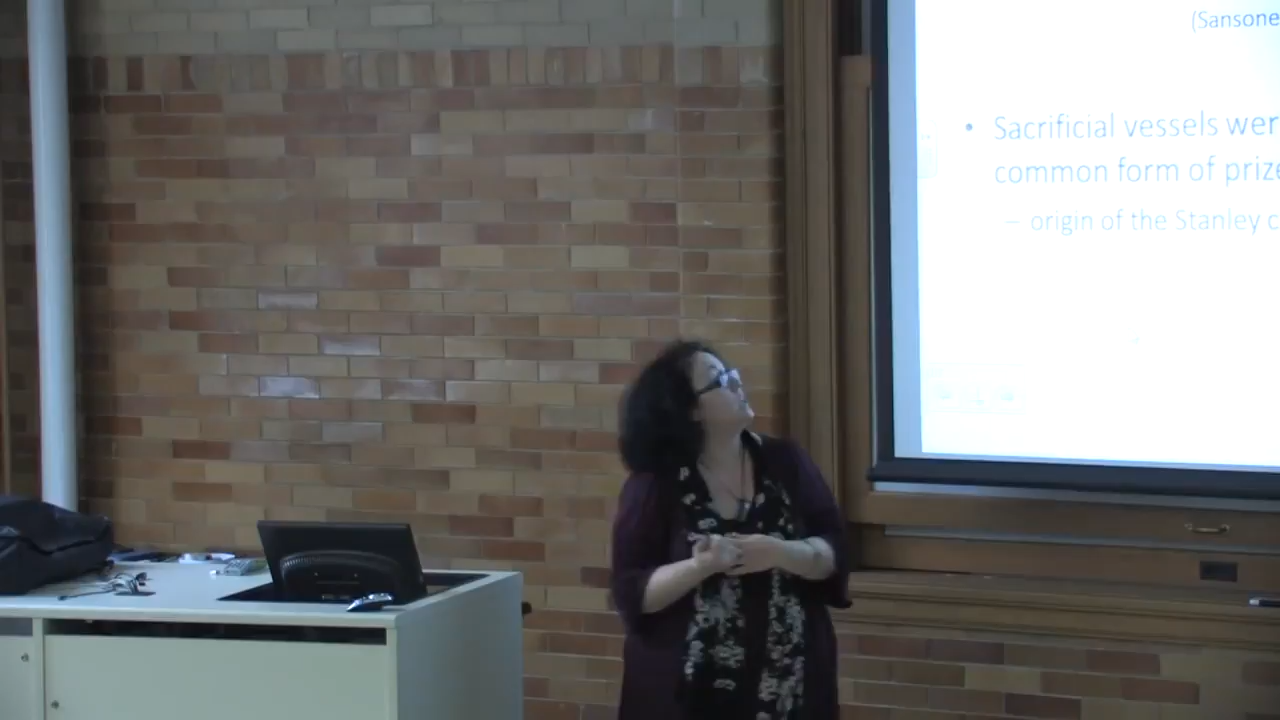 (Sansone
• Sacrificial vessels wer
common form of prize
– origin of the Stanley c